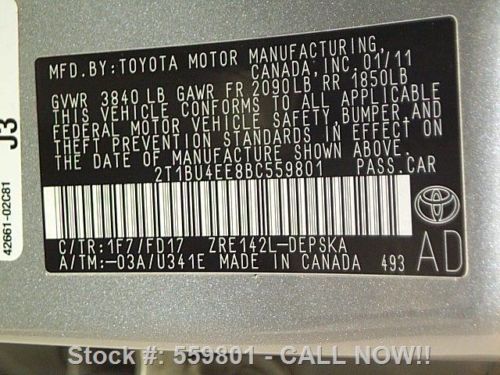 MFD.BY:TOYOTA MOTOR MANUFACTURING,
CANADA,INC. 01/11
GVWR 3840 LB GAWR FR 2090LB RR 1850LB
THIS VEHICLE CONFORMS TO ALL APPLICABLE
FEDERAL MOTOR VEHICLE SAFETY,BUMPER,AND
THEFT PREVENTION STANDARDS IN EFFECT ON
THE DATE OF MANUFACTURE SHOWN ABOVE.
2T1BU4EE8BC559801 PASS.CAR
C/TR:1F7/FD17 ZRE142L-DEPSKA
A/TM:-03A/U341E MADE IN CANADA 493
AD
J3
42661-02C81
Stock #: 559801 - CALL NOW!!